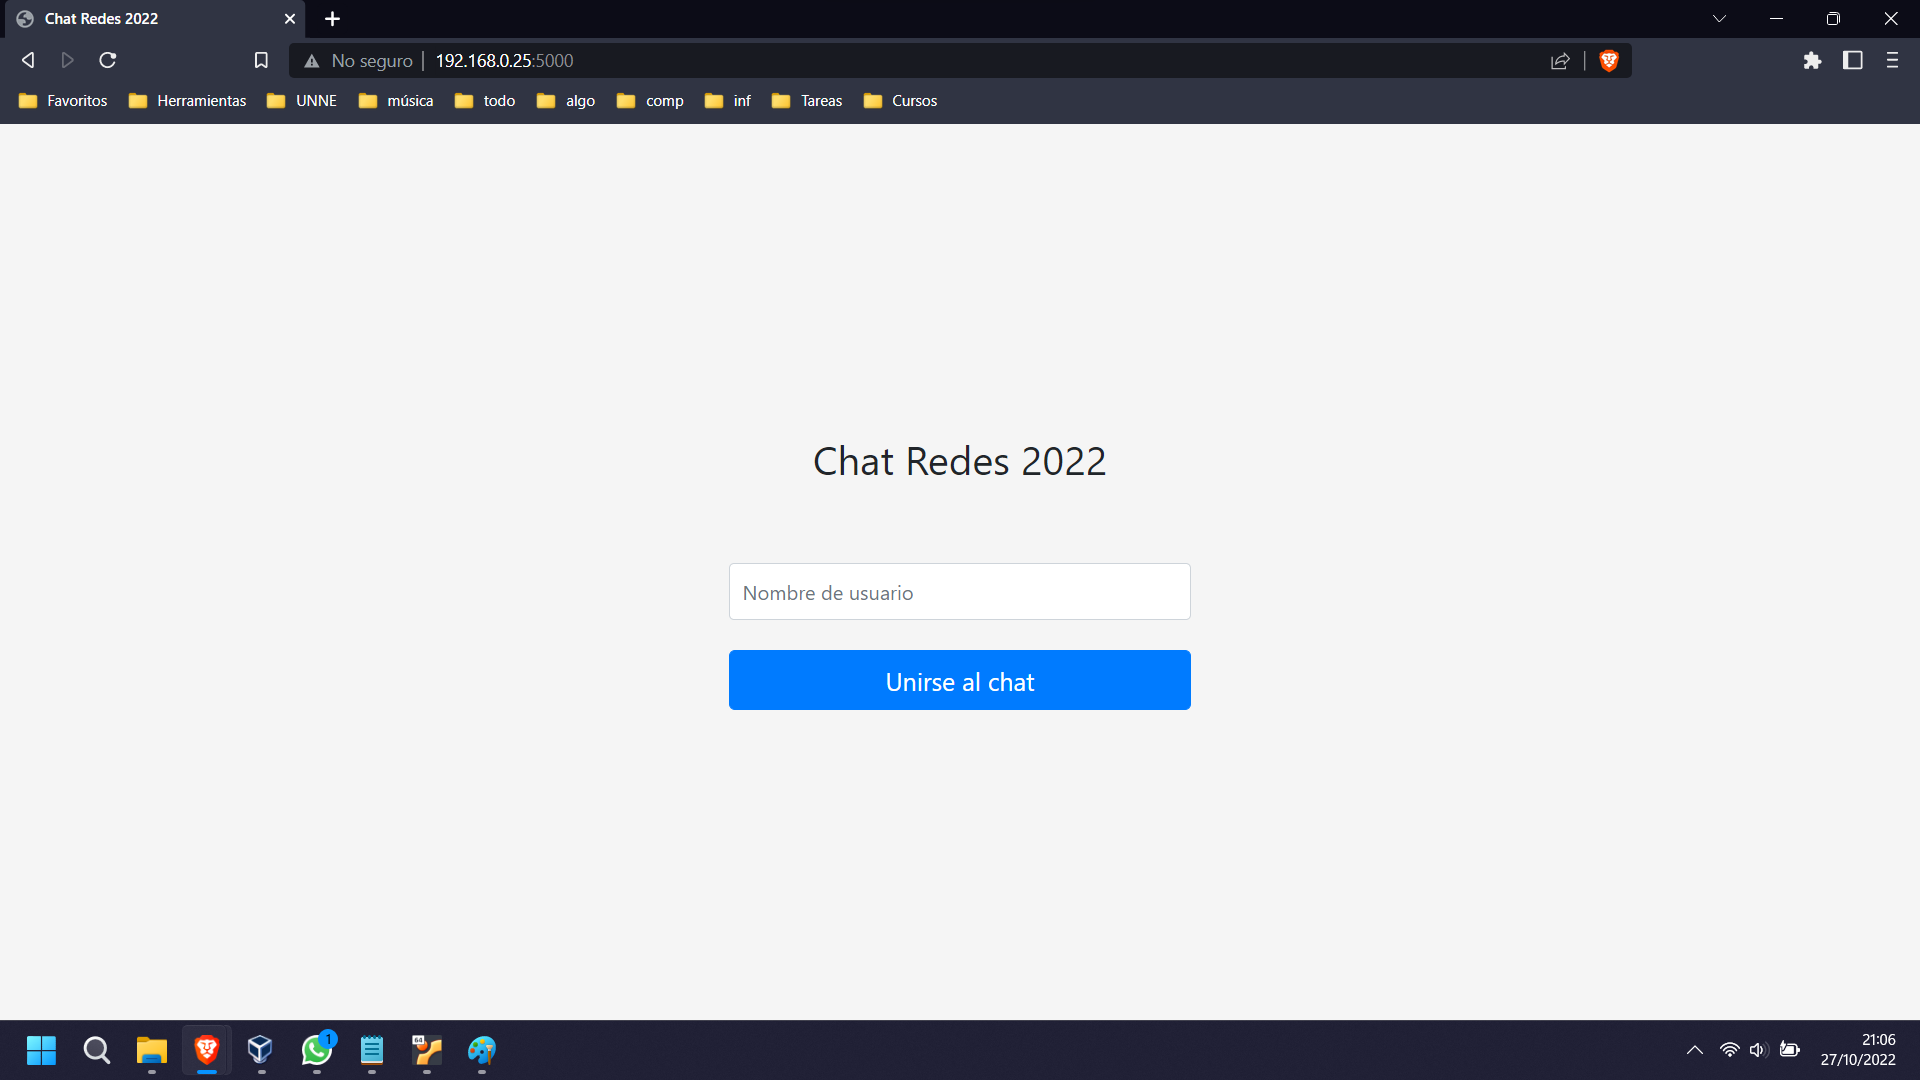 Chat Redes 2022
No seguro 192.168.0.25:5000
Favoritos Herramientas UNNE música todo algo comp inf Tareas Cursos
Chat Redes 2022
Nombre de usuario
Unirse al chat
1
64
21:06
27/10/2022